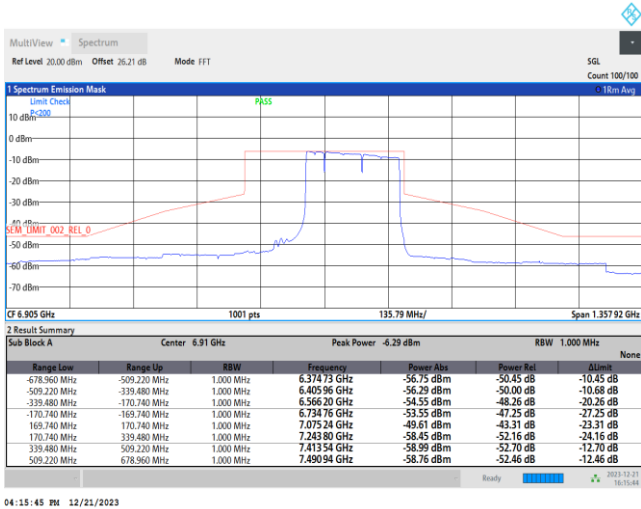 MultiView Spectrum
Ref Level 20.00 dBm Offset 26.21 dB Mode FFT SGL
Count 100/100
1 Spectrum Emission Mask 1Rm Avg
Limit Check PASS
P<200
10 dBm
0 dBm
-10 dBm
-20 dBm
-30 dBm
-40 dBm
SEM_LIMIT_002_REL_0
-50 dBm
-60 dBm
-70 dBm
CF 6.905 GHz 1001 pts 135.79 MHz/ Span 1.357 92 GHz
2 Result Summary
Sub Block A Center 6.91 GHz Peak Power -6.29 dBm RBW 1.000 MHz
None
Range Low Range Up RBW Frequency Power Abs Power Rel ΔLimit
-678.960 MHz -509.220 MHz 1.000 MHz 6.374 73 GHz -56.75 dBm -50.45 dB -10.45 dB
-509.220 MHz -339.480 MHz 1.000 MHz 6.405 96 GHz -56.29 dBm -50.00 dB -10.68 dB
-339.480 MHz -170.740 MHz 1.000 MHz 6.566 20 GHz -54.55 dBm -48.26 dB -20.26 dB
-170.740 MHz -169.740 MHz 1.000 MHz 6.734 76 GHz -53.55 dBm -47.25 dB -27.25 dB
169.740 MHz 170.740 MHz 1.000 MHz 7.075 24 GHz -49.61 dBm -43.31 dB -23.31 dB
170.740 MHz 339.480 MHz 1.000 MHz 7.243 80 GHz -58.45 dBm -52.16 dB -24.16 dB
339.480 MHz 509.220 MHz 1.000 MHz 7.413 54 GHz -58.99 dBm -52.70 dB -12.70 dB
509.220 MHz 678.960 MHz 1.000 MHz 7.490 94 GHz -58.76 dBm -52.46 dB -12.46 dB
Ready 2023-12-21
16:15:44
04:15:45 PM 12/21/2023